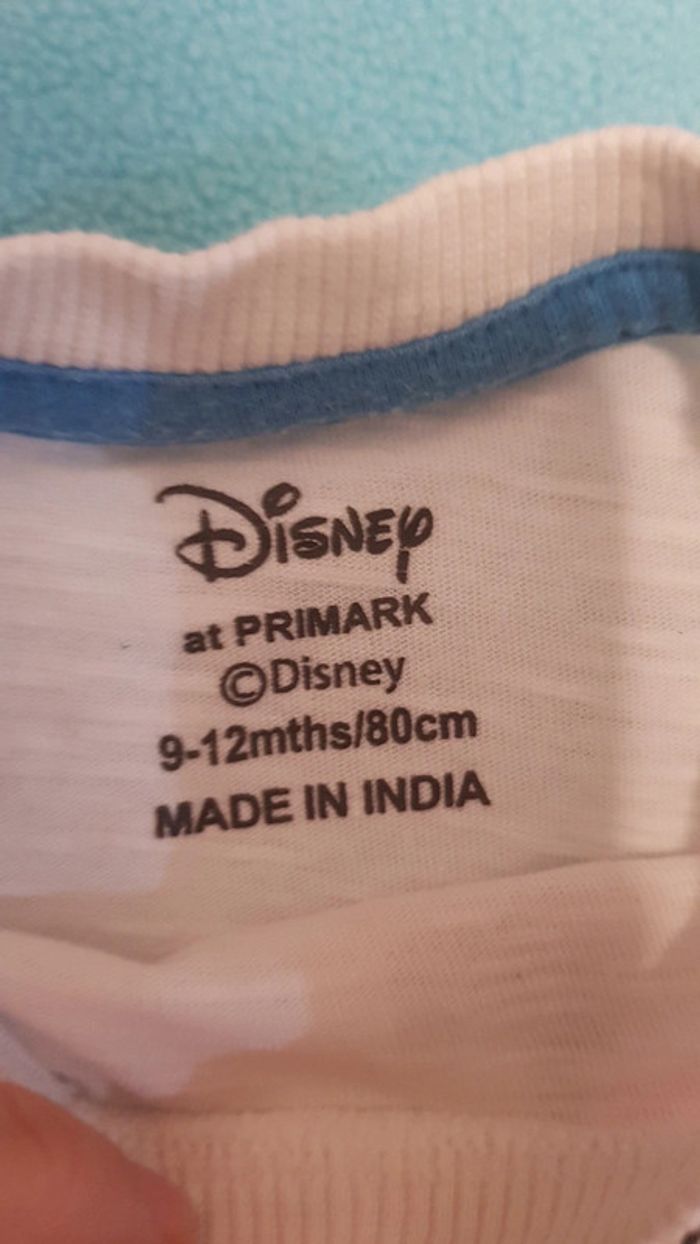 Disney
at PRIMARK
©Disney
9-12mths/80cm
MADE IN INDIA